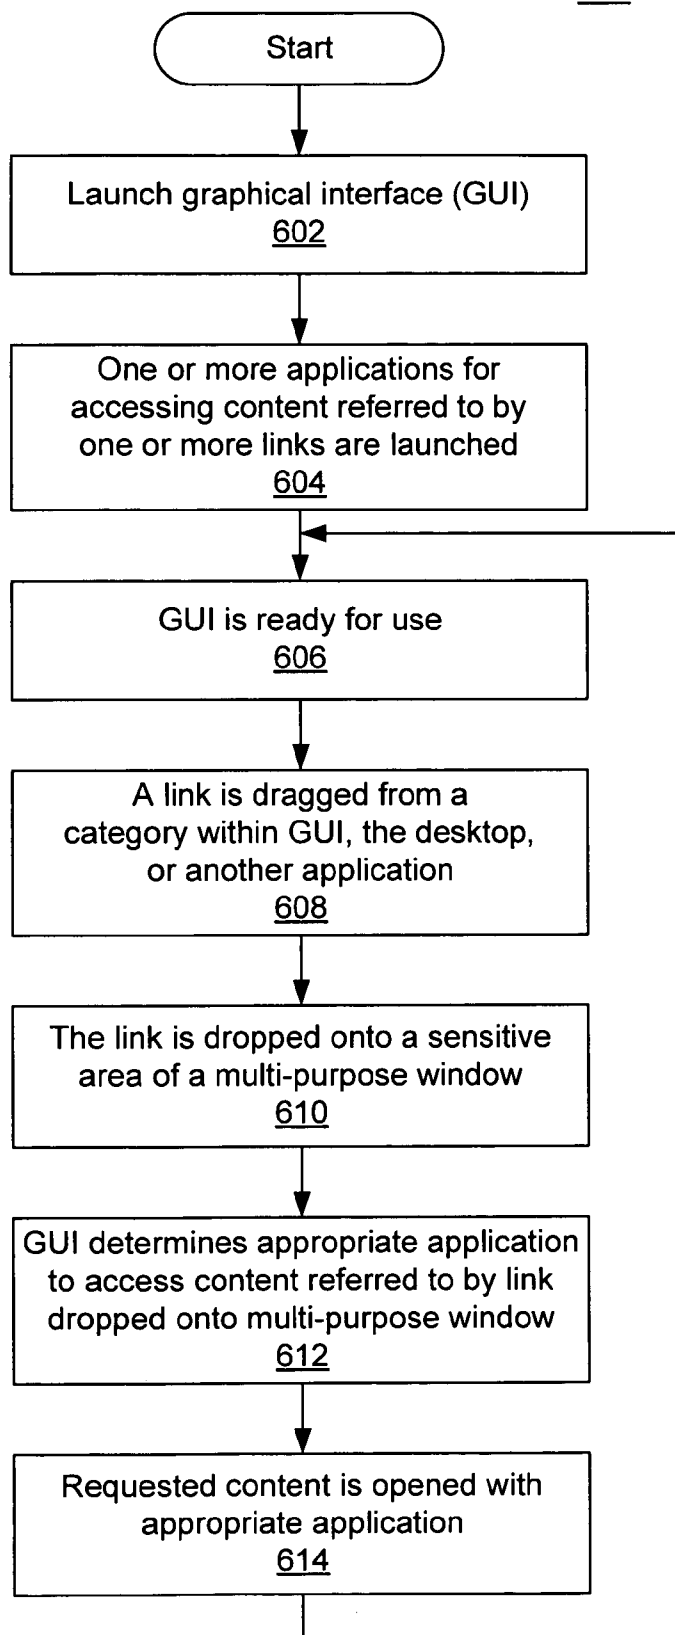 Start
Launch graphical interface (GUI)
602
One or more applications for
accessing content referred to by
one or more links are launched
604
GUI is ready for use
606
A link is dragged from a
category within GUI, the desktop,
or another application
608
The link is dropped onto a sensitive
area of a multi-purpose window
610
GUI determines appropriate application
to access content referred to by link
dropped onto multi-purpose window
612
Requested content is opened with
appropriate application
614